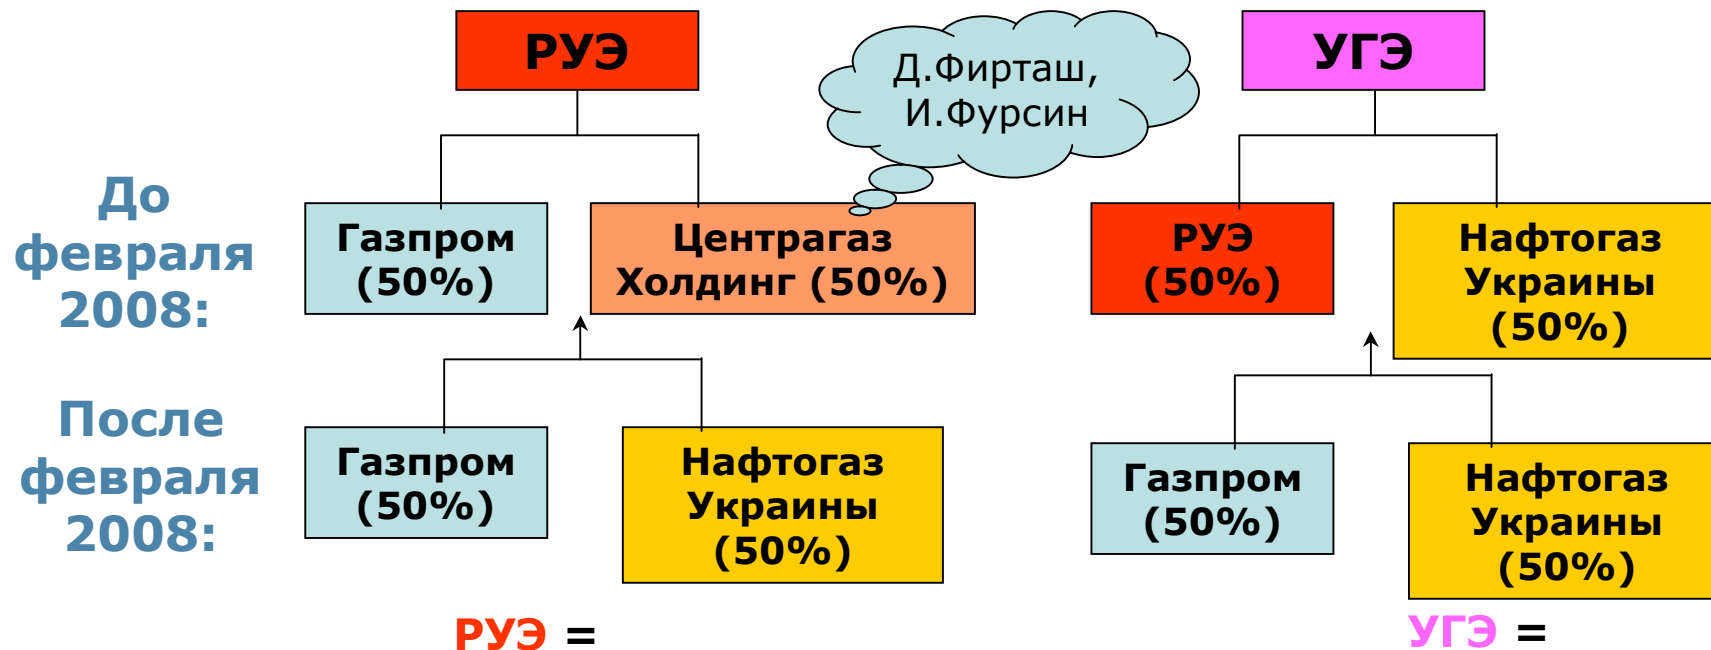 РУЭ
Д.Фирташ,
И.Фурсин
УГЭ
До
февраля
2008:
Газпром
(50%)
Центрагаз
Холдинг (50%)
РУЭ
(50%)
Нафтогаз
Украины
(50%)
После
февраля
2008:
Газпром
(50%)
Нафтогаз
Украины
(50%)
Газпром
(50%)
Нафтогаз
Украины
(50%)
РУЭ =
УГЭ =